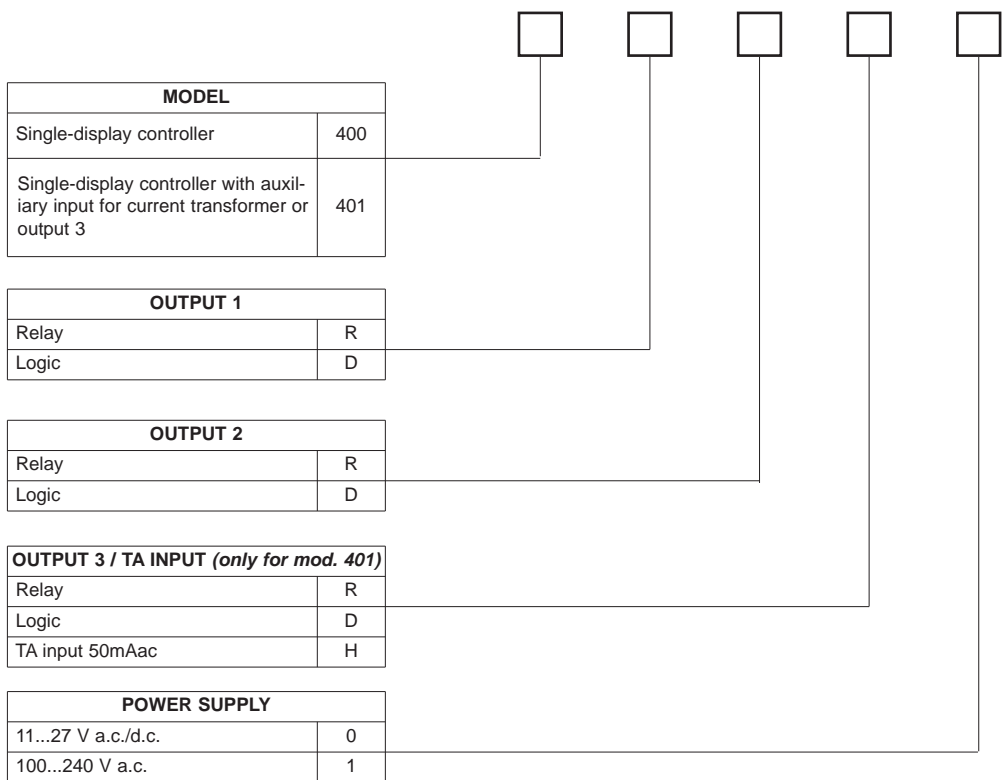 MODEL
Single-display controller 400
Single-display controller with auxil-
iary input for current transformer or
output 3
401
OUTPUT 1
Relay R
Logic D
OUTPUT 2
Relay R
Logic D
OUTPUT 3 / TA INPUT (only for mod. 401)
Relay R
Logic D
TA input 50mAac H
POWER SUPPLY
11...27 V a.c./d.c. 0
100...240 V a.c. 1